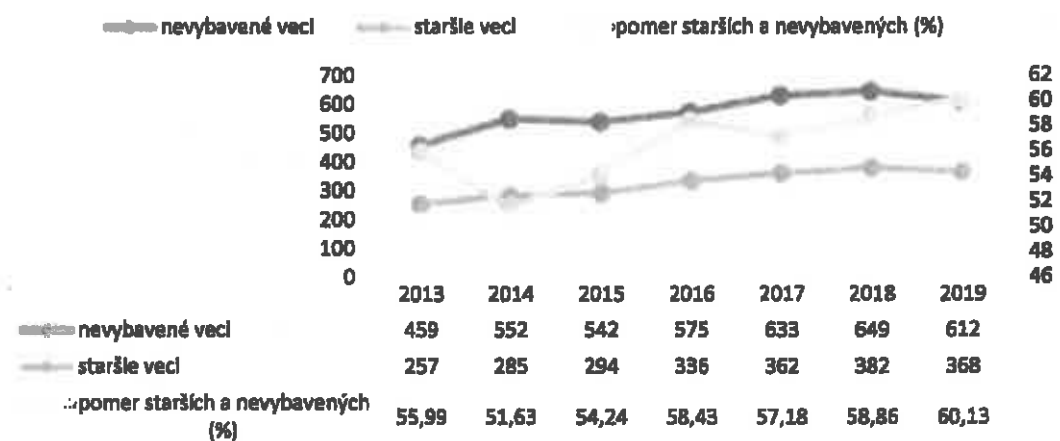 nevybavené veci staršie veci pomer starších a nevybavených (%)
700 62
600 60
500 58
400 56
300 54
200 52
100 50
0 48
46
2013 2014 2015 2016 2017 2018 2019
nevybavené veci 459 552 542 575 633 649 612
staršie veci 257 285 294 336 362 382 368
pomer starších a nevybavených
(%) 55,99 51,63 54,24 58,43 57,18 58,86 60,13